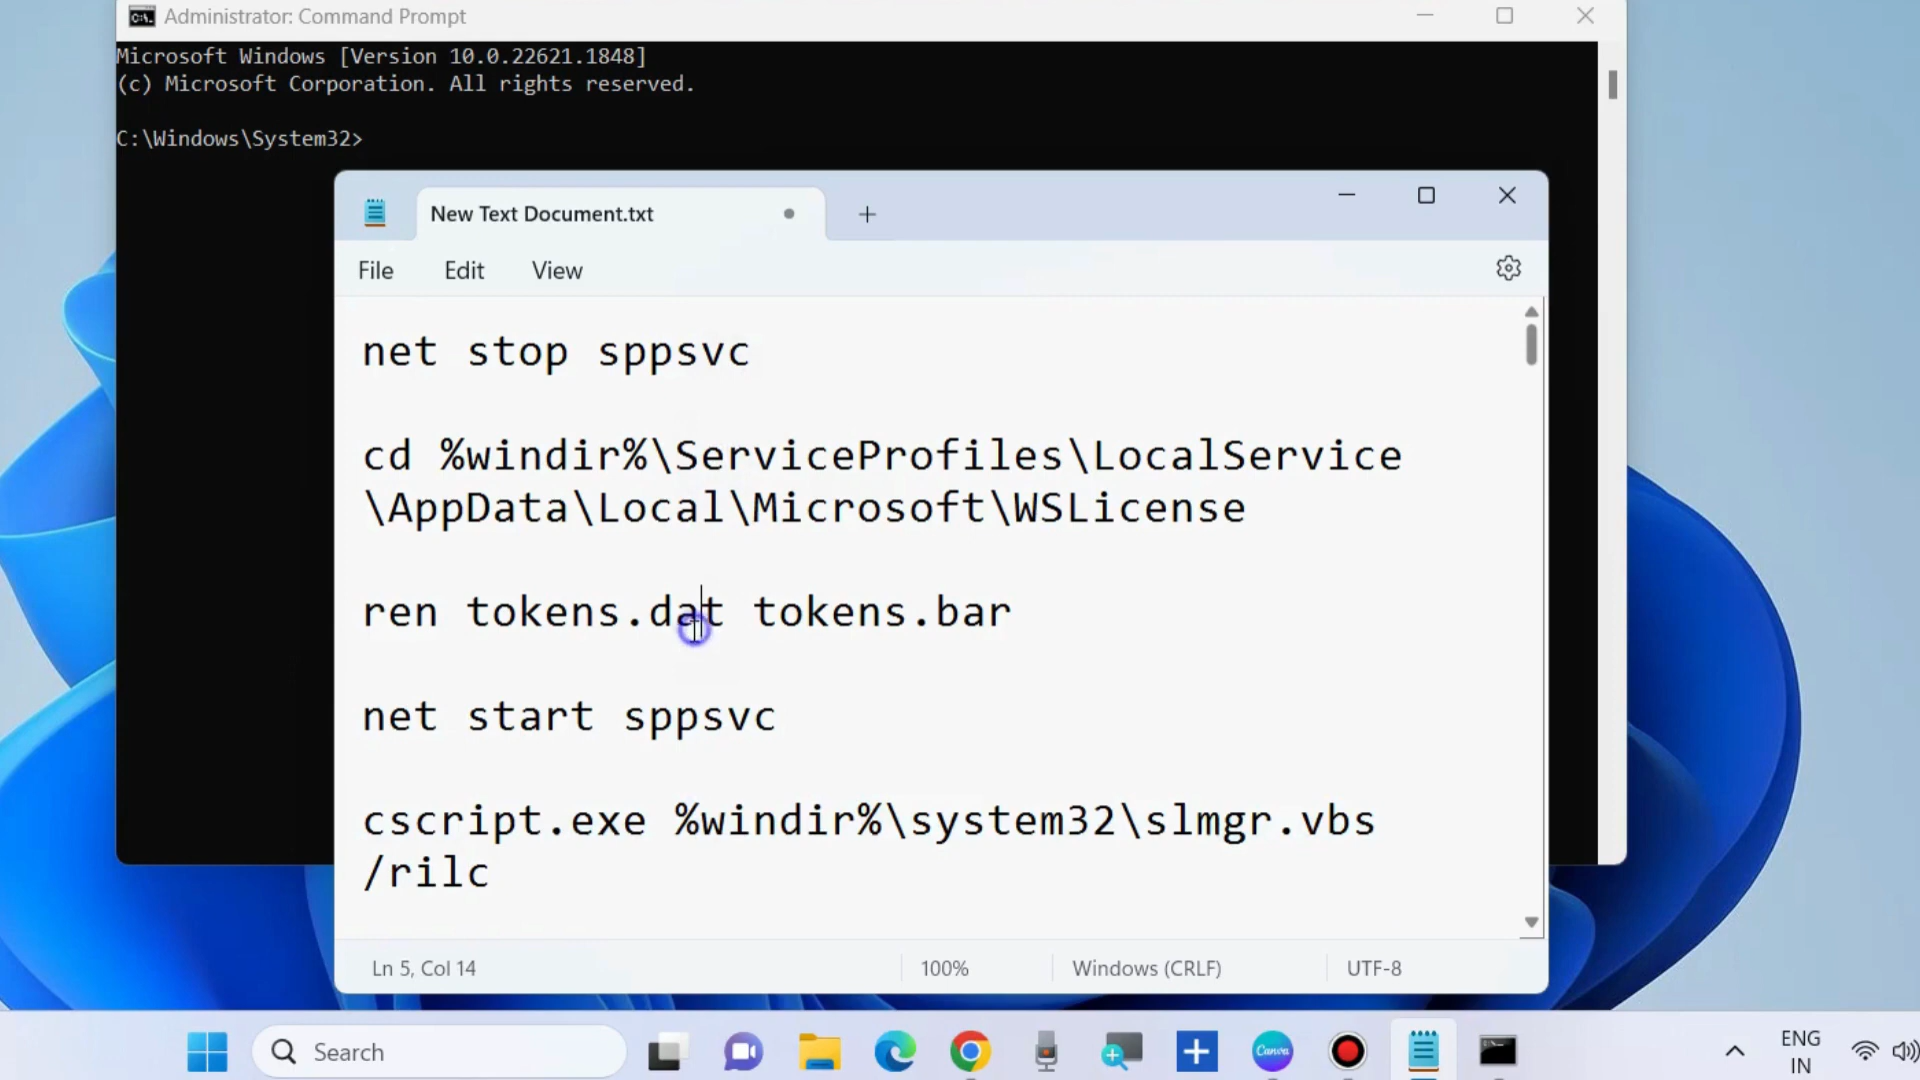 Administrator: Command Prompt
Microsoft Windows [Version 10.0.22621.1848]
(c) Microsoft Corporation. All rights reserved.
C:\Windows\System32>
New Text Document.txt
File Edit View
net stop sppsvc
cd %windir%\ServiceProfiles\LocalService
\AppData\Local\Microsoft\WSLicense
ren tokens.dat tokens.bar
net start sppsvc
cscript.exe %windir%\system32\slmgr.vbs
/rilc
Ln 5, Col 14 100% Windows (CRLF) UTF-8
Search
Canva
ENG
IN